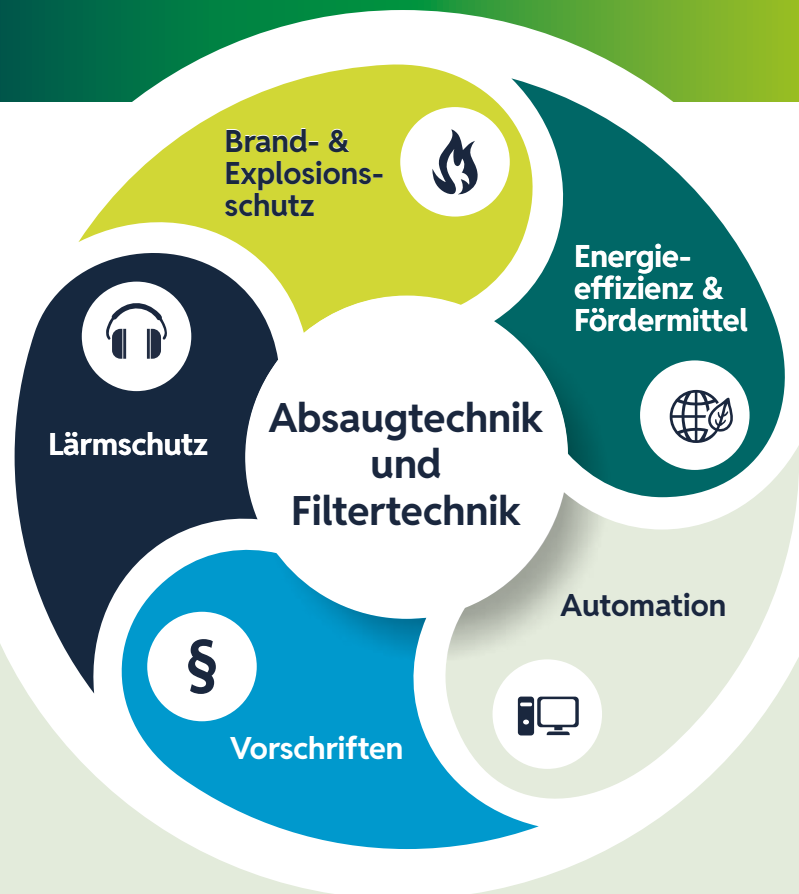 Brand- &
Explosions-
schutz
Energie-
effizienz &
Fördermittel
Absaugtechnik
und
Filtertechnik
Lärmschutz
Automation
§
Vorschriften